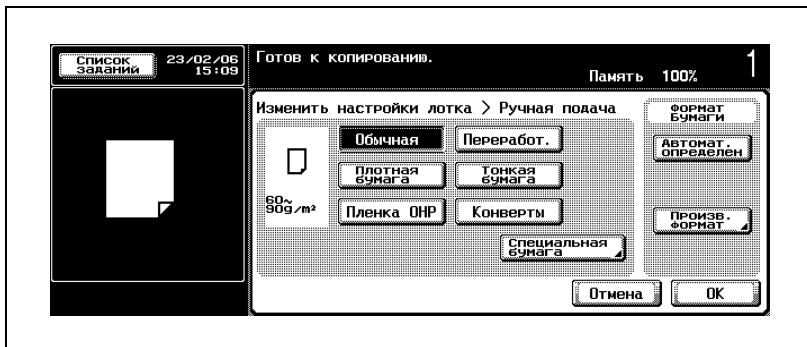 Список
заданий
23/02/06
15:09
Готов к копированию.
Память 100%
1
Изменить настройки лотка > Ручная подача
Формат
Бумаги
Обычная
Переработ.
Автомат.
определен
Плотная
бумага
Тонкая
бумага
60~
90g/m²
Пленка OHP
Конверты
Произв.
формат
Специальная
бумага
Отмена
OK